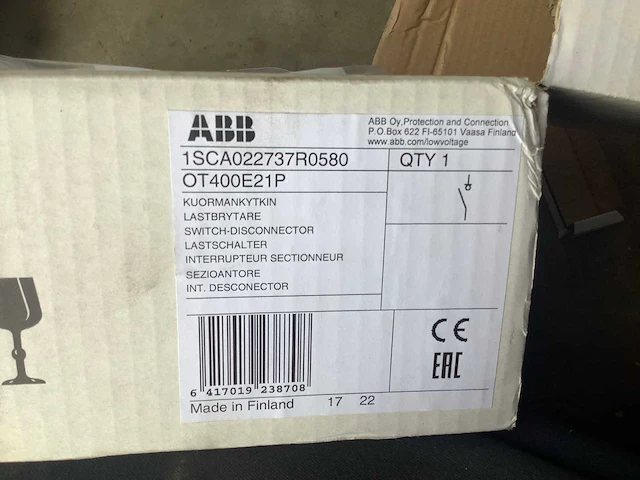 ABB
ABB Oy, Protection and Connection
P.O.Box 622 FI-65101 Vaasa Finland
www.abb.com/lowvoltage
1SCA022737R0580
QTY 1
OT400E21P
KUORMANKYTKIN
LASTBRYTARE
SWITCH-DISCONNECTOR
LASTSCHALTER
INTERRUPTEUR SECTIONNEUR
SEZIOANTORE
INT. DESCONECTOR
CE
EAC
6 417019 238708
Made in Finland 17 22